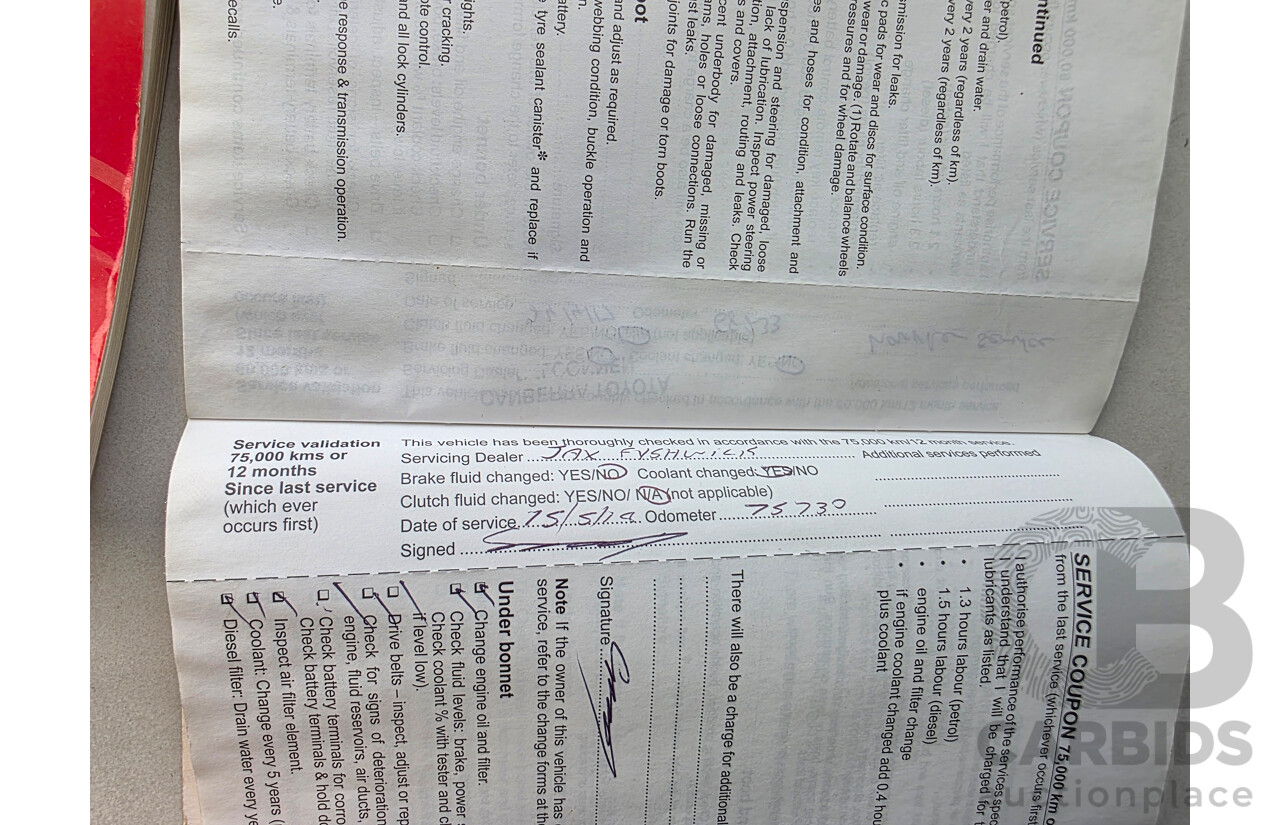 ntinued
petrol).
er and drain water.
very 2 years (regardless of km).
very 2 years (regardless of km).
mission for leaks.
c pads for wear and discs for surface condition.
wear or damage. (1) Rotate and balance wheels
ressures and for wheel damage.
es and hoses for condition, attachment and
spension and steering for damaged, loose
lack of lubrication. Inspect power steering
tion, attachment, routing and leaks. Check
s and covers.
cent underbody for damaged, missing or
ams, holes or loose connections. Run the
st leaks.
joints for damage or torn boots.
oot
and adjust as required.
webbing condition, buckle operation and
n.
attery.
e tyre sealant canister* and replace if
ights.
r cracking.
ote control.
and all lock cylinders.
ne response & transmission operation.
e.
ecalls.
Service validation
75,000 kms or
12 months
Since last service
(which ever
occurs first)
This vehicle has been thoroughly checked in accordance with the 75,000 km/12 month service.
Servicing Dealer JAX FYSHWICK Additional services performed
Brake fluid changed: YES/NO Coolant changed: YES/NO
Clutch fluid changed: YES/NO/ N/A (not applicable)
Date of service 15/5/19 Odometer 75730
Signed
SERVICE COUPON 75,000 km o
from the last service (whichever occurs first
I authorise performance of the services spec
I understand that I will be charged for t
lubricants as listed.
• 1.3 hours labour (petrol)
• 1.5 hours labour (diesel)
• engine oil and filter change
• if engine coolant changed add 0.4 hou
plus coolant
There will also be a charge for additional
Signature
Note If the owner of this vehicle has
service, refer to the change forms at the
Under bonnet
Change engine oil and filter.
Check fluid levels: brake, power s
Check coolant % with tester and c
if level low).
Drive belts – inspect, adjust or rep
Check for signs of deterioration
engine, fluid reservoirs, air ducts,
Check battery terminals for corro
Check battery terminals & hold do
Inspect air filter element.
Coolant: Change every 5 years (
Diesel filter: Drain water every ye
CARBIDS
auctionplace